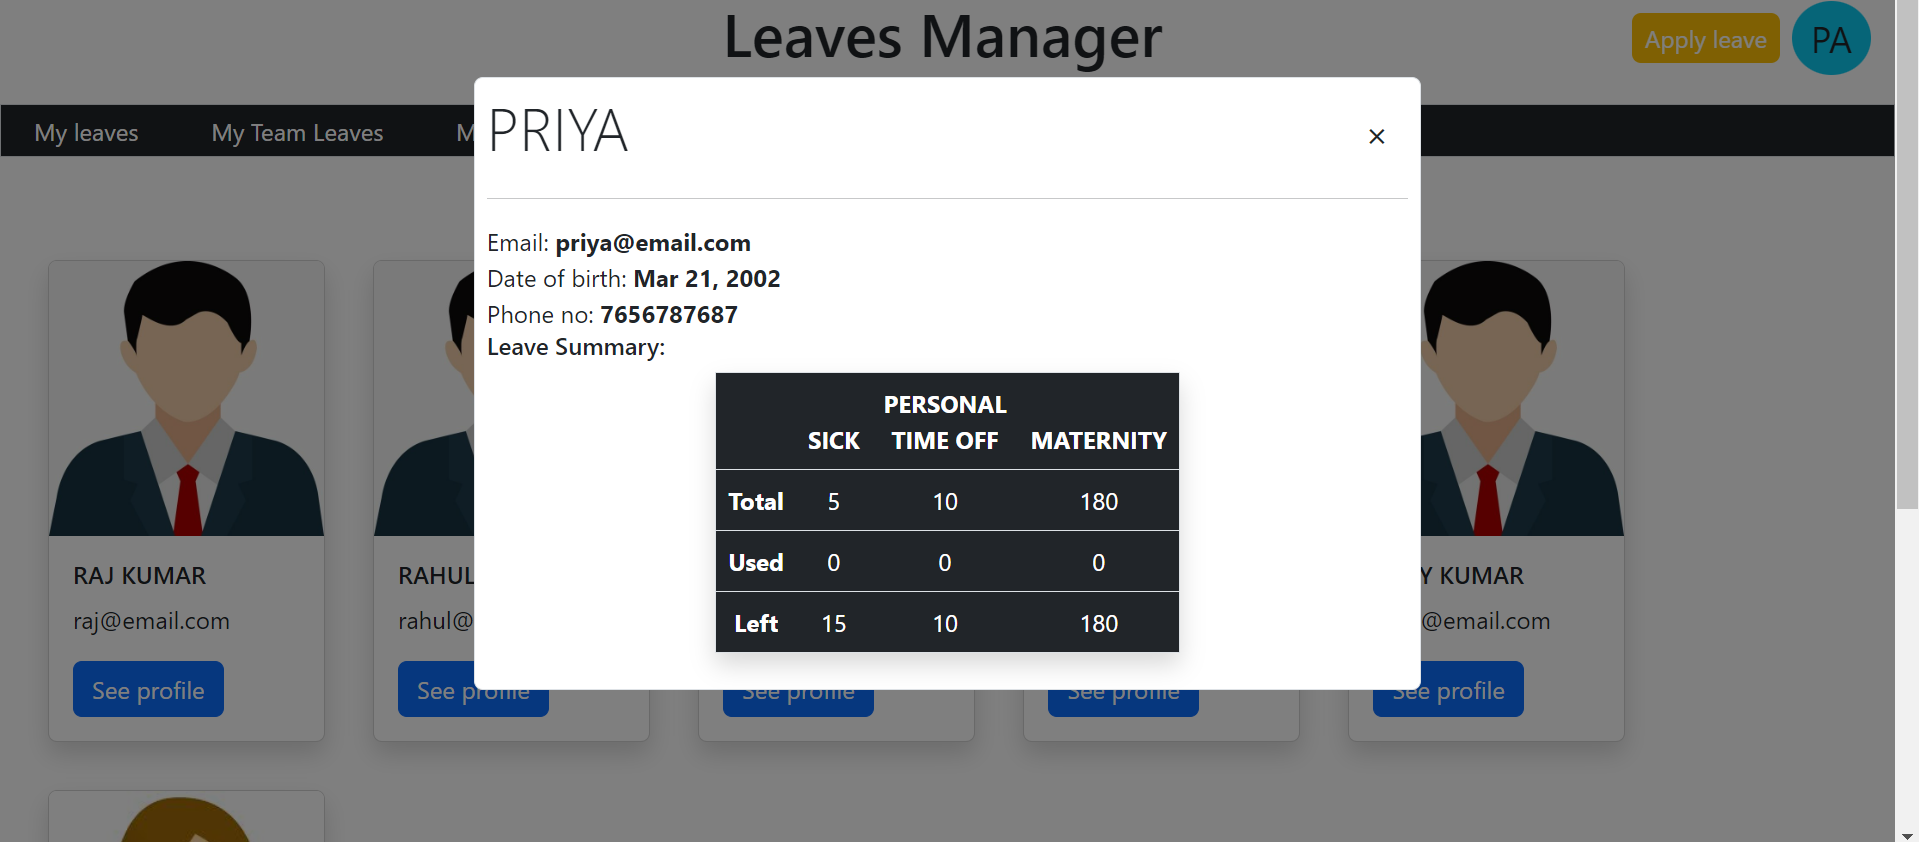 Leaves Manager
Apply leave
PA
My leaves
My Team Leaves
M
PRIYA
×
Email: priya@email.com
Date of birth: Mar 21, 2002
Phone no: 7656787687
Leave Summary:
PERSONAL
SICK TIME OFF MATERNITY
Total 5 10 180
Used 0 0 0
Left 15 10 180
RAJ KUMAR
raj@email.com
See profile
RAHUL
rahul@
See profile
See profile
See profile
Y KUMAR
@email.com
See profile